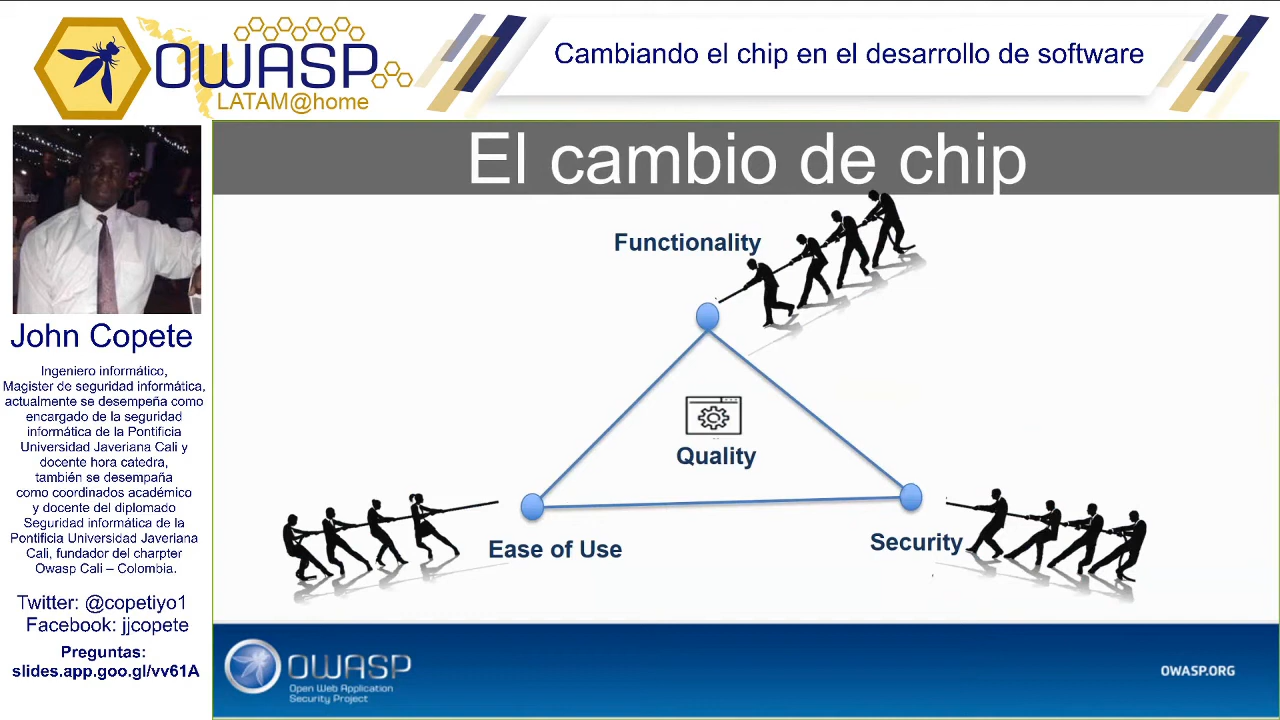 OWASP
LATAM@home
Cambiando el chip en el desarrollo de software
John Copete
Ingeniero informático,
Magister de seguridad informática,
actualmente se desempeña como
encargado de la seguridad
informática de la Pontificia
Universidad Javeriana Cali y
docente hora catedra,
también se desempaña
como coordinados académico
y docente del diplomado
Seguridad informática de la
Pontificia Universidad Javeriana
Cali, fundador del charpter
Owasp Cali – Colombia.
Twitter: @copetiyo1
Facebook: jjcopete
Preguntas:
slides.app.goo.gl/vv61A
El cambio de chip
Functionality
Quality
Ease of Use
Security
OWASP
Open Web Application
Security Project
OWASP.ORG